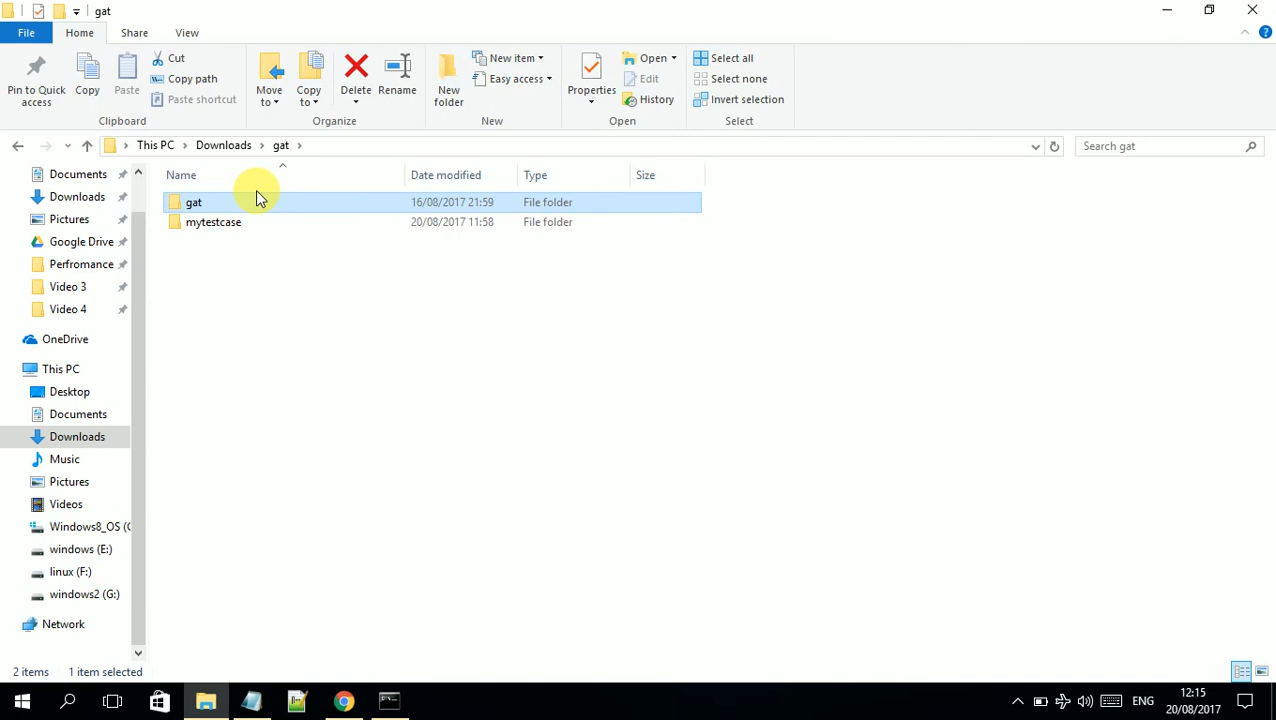 gat
File Home Share View
Pin to Quick access
Copy
Paste
Cut
Copy path
Paste shortcut
Clipboard
Move to
Copy to
Delete
Rename
Organize
New folder
New item
Easy access
New
Properties
Open
Edit
History
Open
Select all
Select none
Invert selection
Select
This PC Downloads gat
Search gat
Documents
Downloads
Pictures
Google Drive
Perfromance
Video 3
Video 4
OneDrive
This PC
Desktop
Documents
Downloads
Music
Pictures
Videos
Windows8_OS (C
windows (E:)
linux (F:)
windows2 (G:)
Network
Name Date modified Type Size
gat 16/08/2017 21:59 File folder
mytestcase 20/08/2017 11:58 File folder
2 items 1 item selected
ENG
12:15
20/08/2017